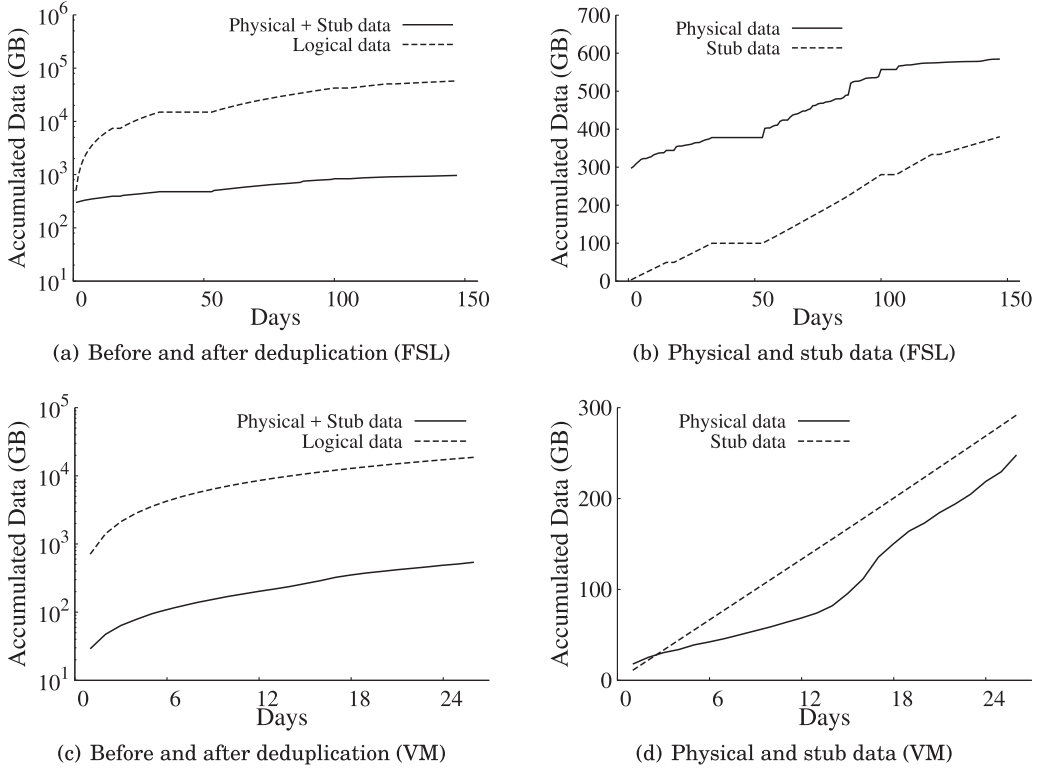 10^6
10^5
10^4
10^3
10^2
10^1
Accumulated Data (GB)
Physical + Stub data
Logical data
0 50 100 150
Days
(a) Before and after deduplication (FSL)
700
600
500
400
300
200
100
0
Accumulated Data (GB)
Physical data
Stub data
0 50 100 150
Days
(b) Physical and stub data (FSL)
10^5
10^4
10^3
10^2
10^1
Accumulated Data (GB)
Physical + Stub data
Logical data
0 6 12 18 24
Days
(c) Before and after deduplication (VM)
300
200
100
0
Accumulated Data (GB)
Physical data
Stub data
0 6 12 18 24
Days
(d) Physical and stub data (VM)